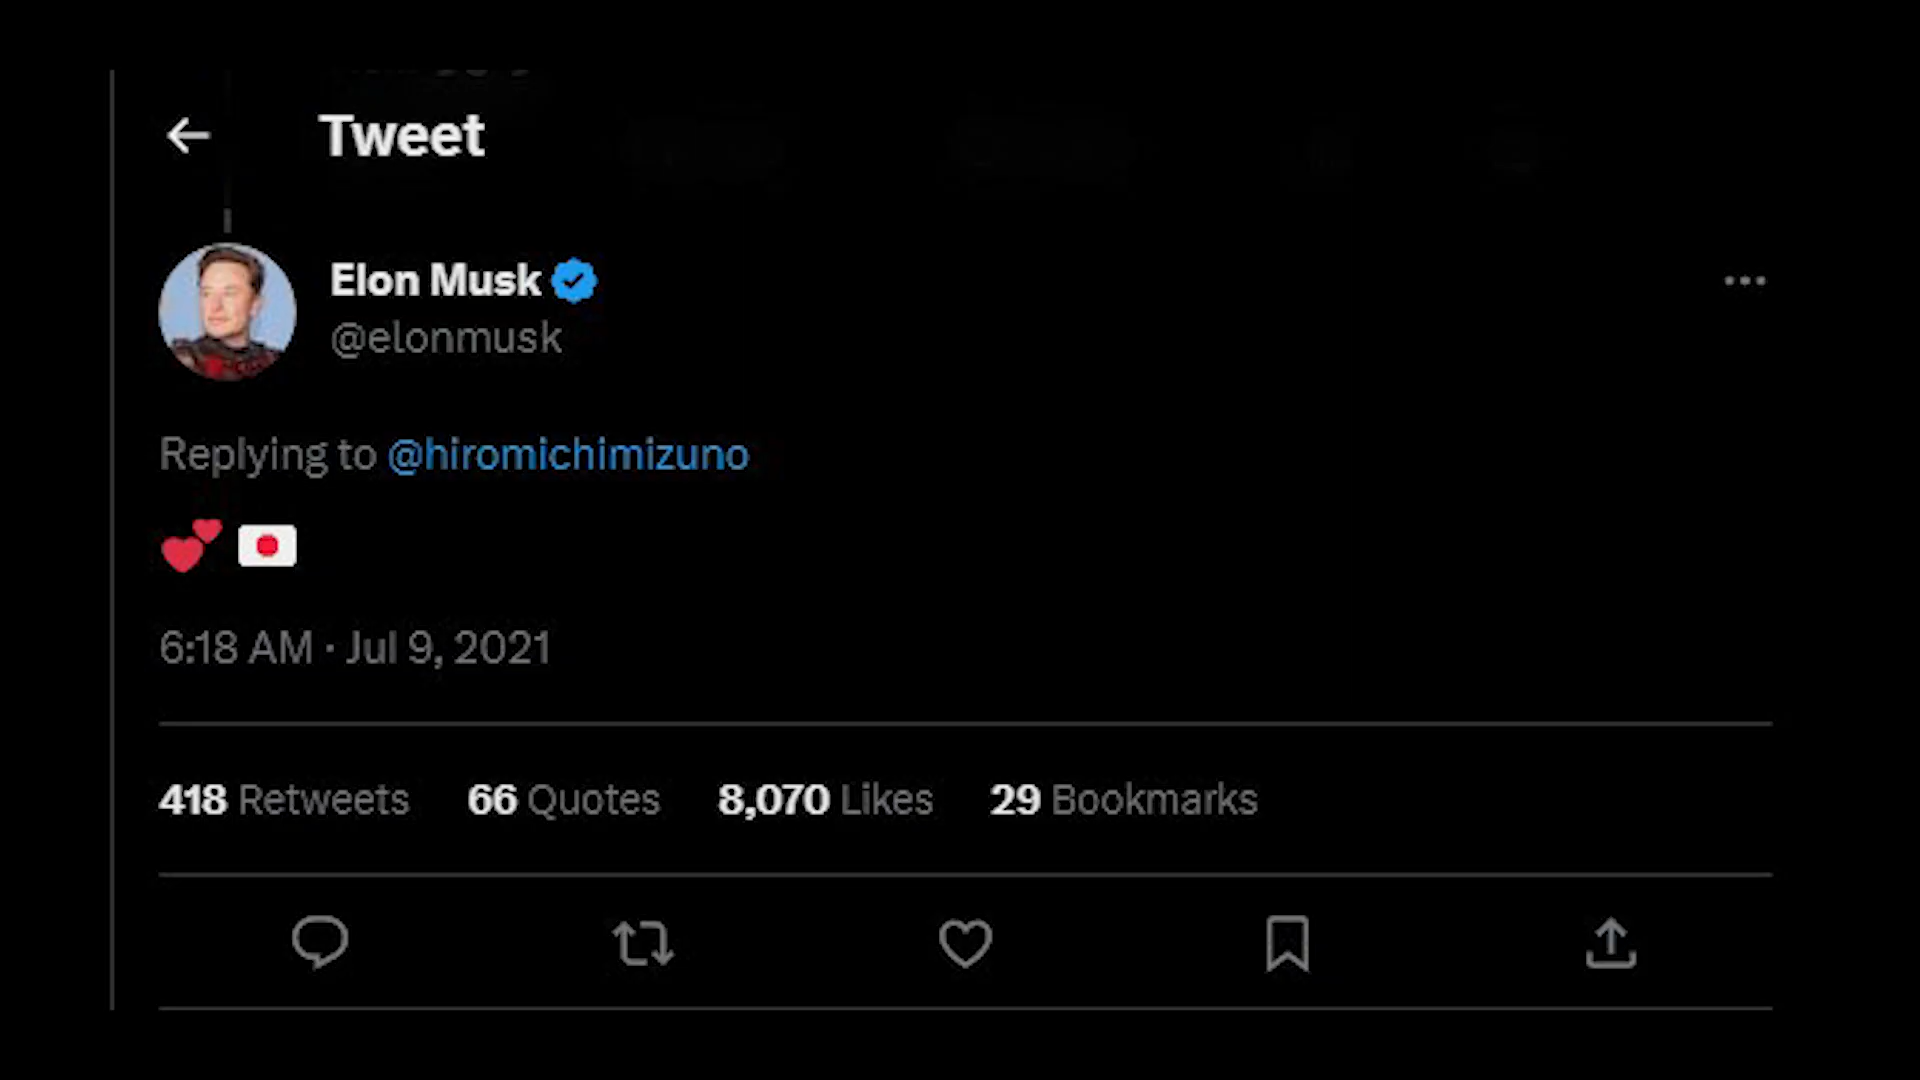 Tweet
Elon Musk
@elonmusk
Replying to @hiromichimizuno
💕 🇯🇵
6:18 AM · Jul 9, 2021
418 Retweets 66 Quotes 8,070 Likes 29 Bookmarks